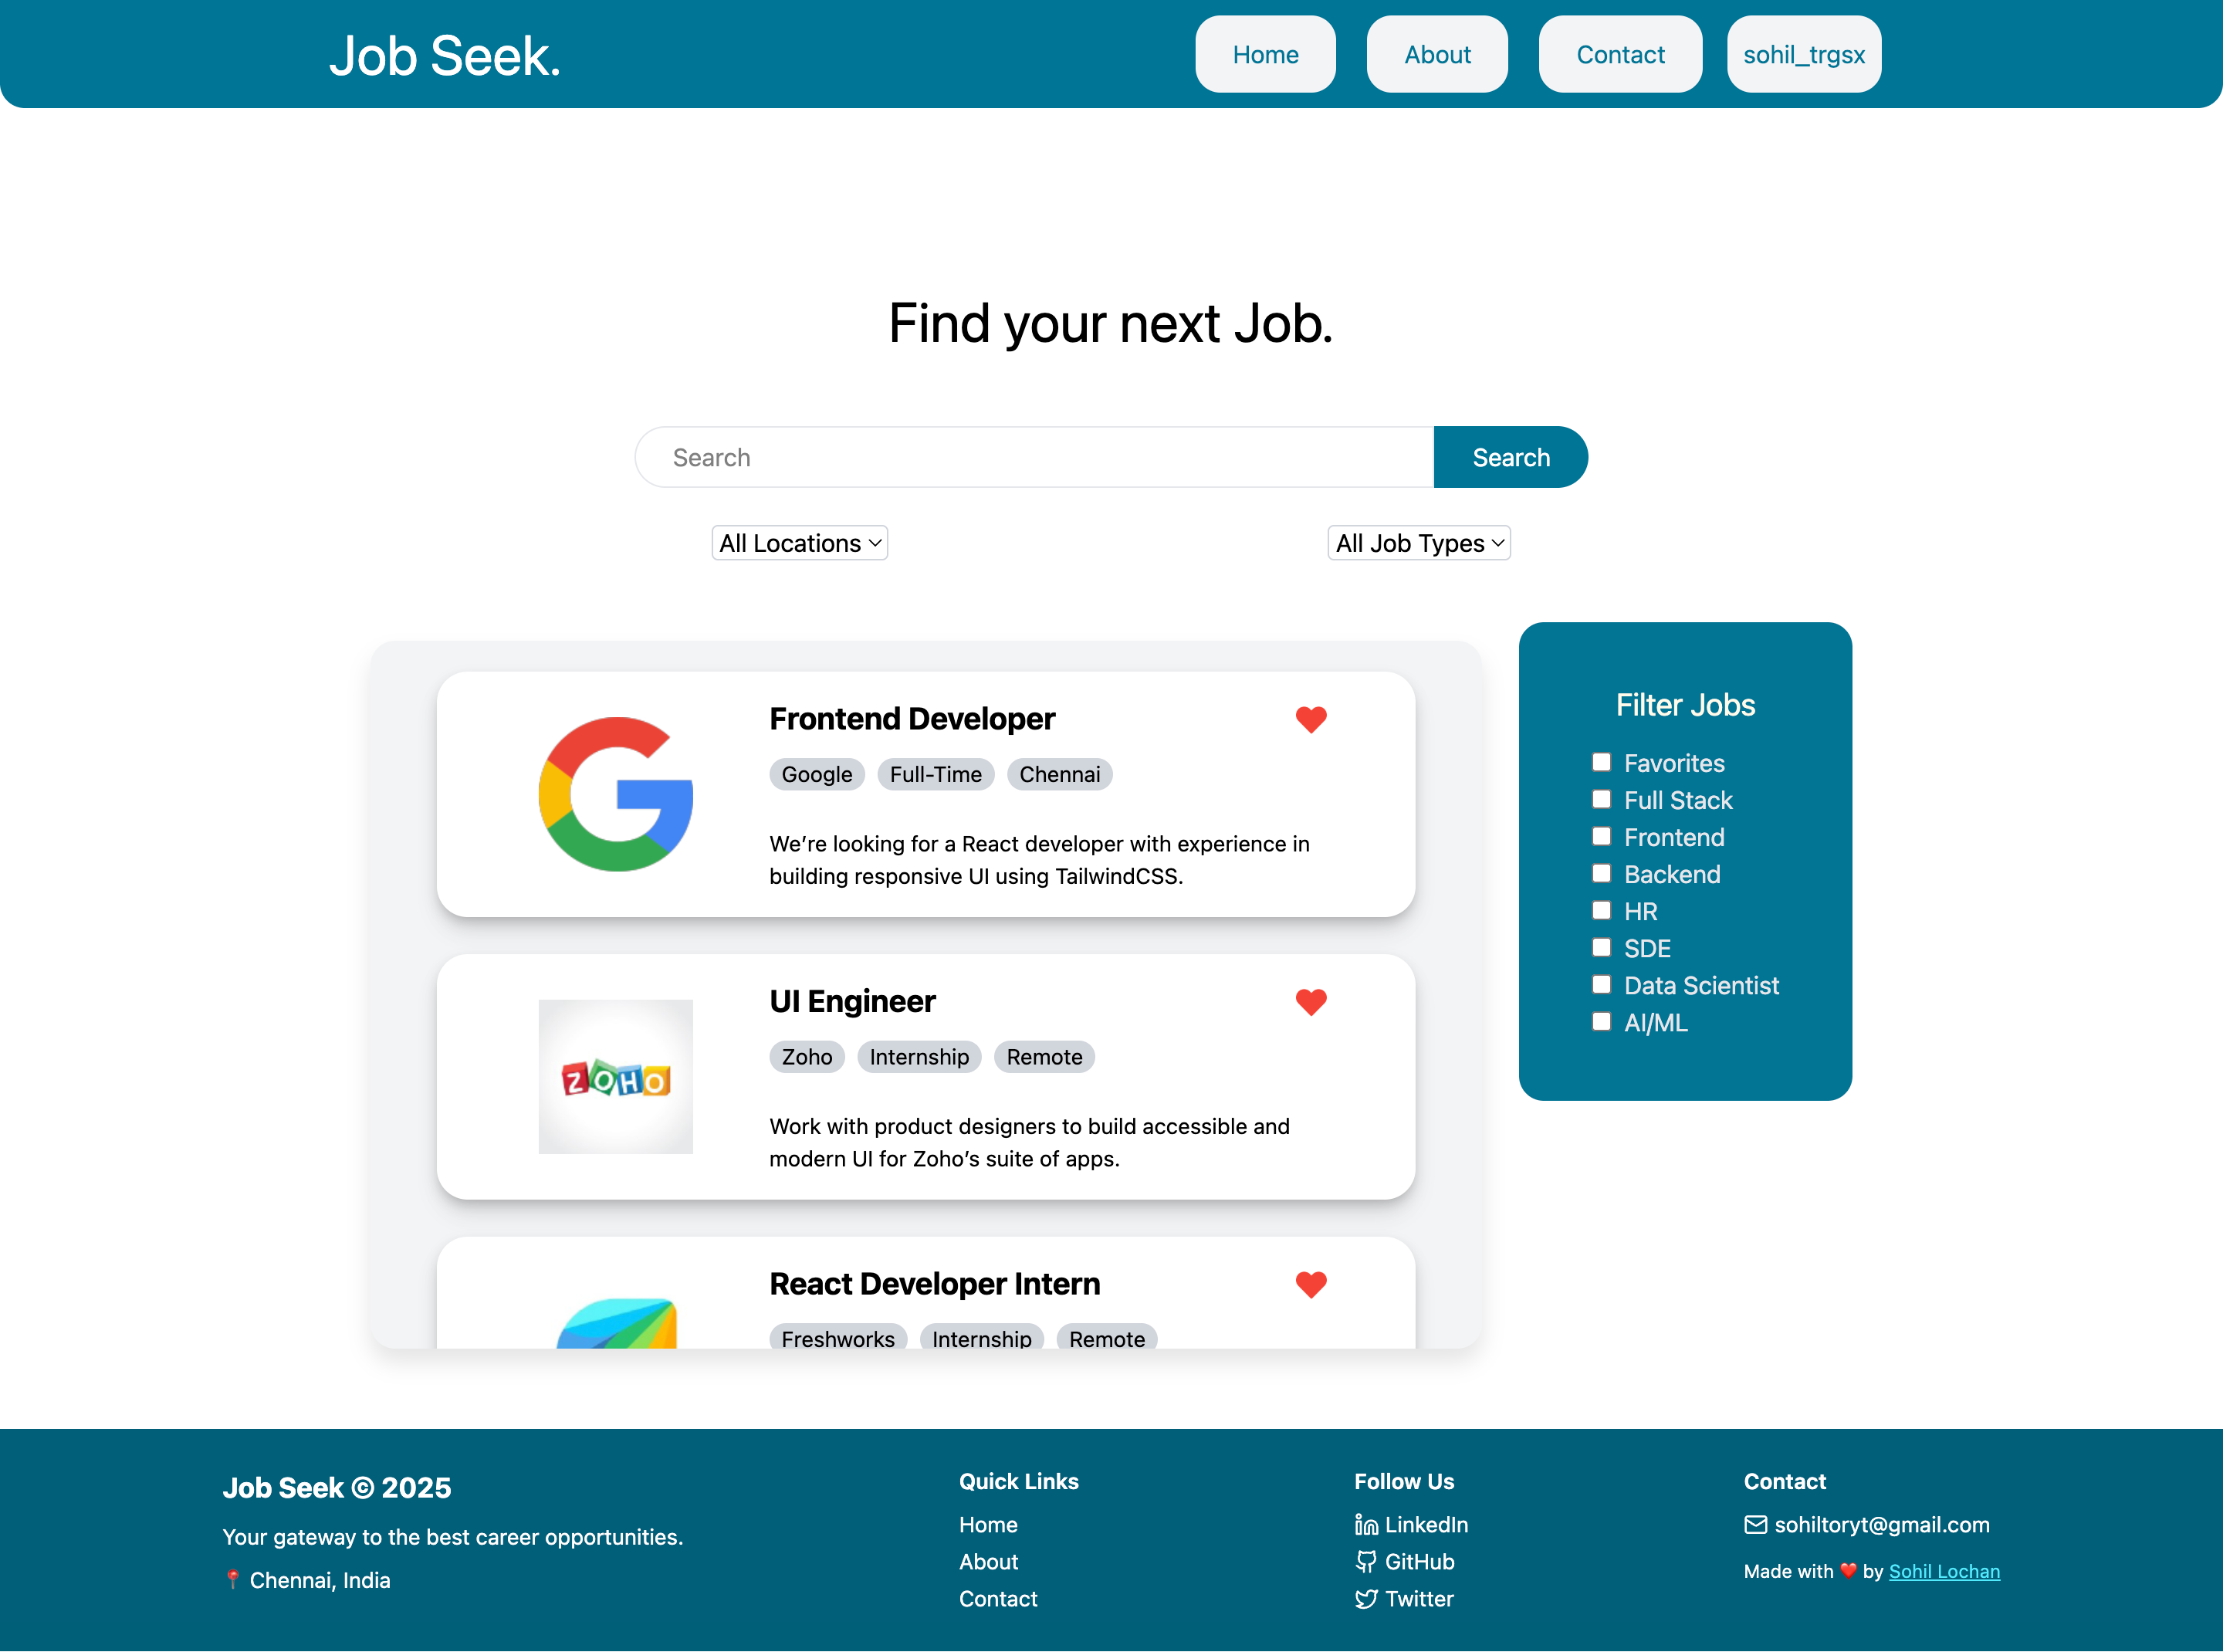 Job Seek.
Home
About
Contact
sohil_trgsx
Find your next Job.
Search
Search
All Locations
All Job Types
Frontend Developer
Google
Full-Time
Chennai
We're looking for a React developer with experience in
building responsive UI using TailwindCSS.
ZOHO
UI Engineer
Zoho
Internship
Remote
Work with product designers to build accessible and
modern UI for Zoho's suite of apps.
React Developer Intern
Freshworks
Internship
Remote
Filter Jobs
Favorites
Full Stack
Frontend
Backend
HR
SDE
Data Scientist
AI/ML
Job Seek © 2025
Your gateway to the best career opportunities.
📍 Chennai, India
Quick Links
Home
About
Contact
Follow Us
LinkedIn
GitHub
Twitter
Contact
sohiltoryt@gmail.com
Made with ❤️ by Sohil Lochan